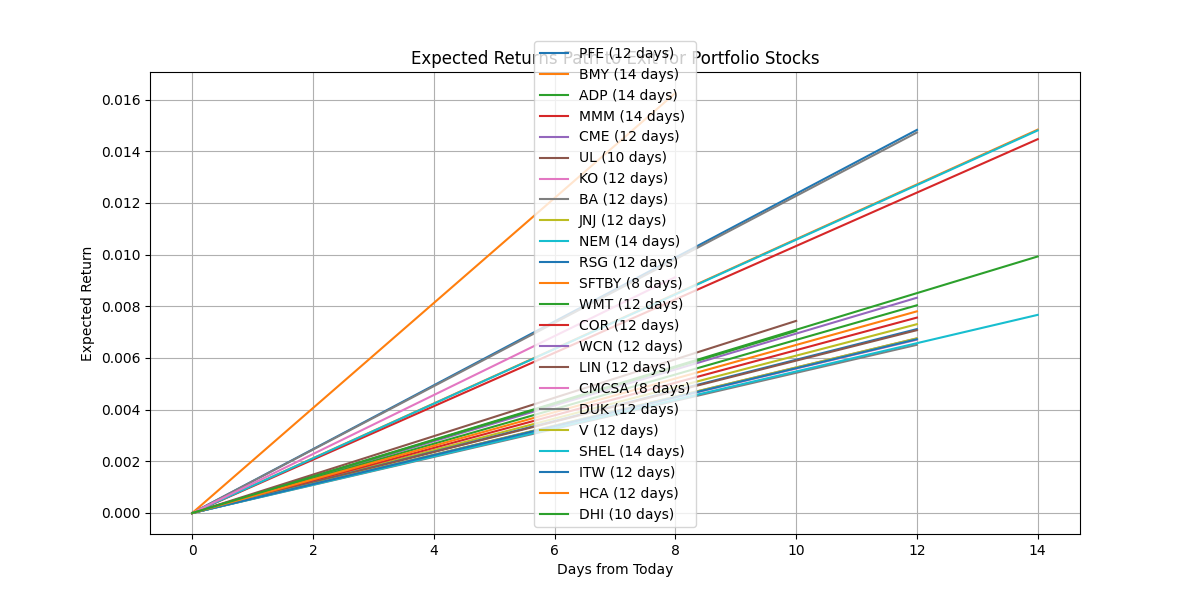 Expected Returns Path to Exit for Portfolio Stocks
PFE (12 days)
BMY (14 days)
ADP (14 days)
MMM (14 days)
CME (12 days)
UL (10 days)
KO (12 days)
BA (12 days)
JNJ (12 days)
NEM (14 days)
RSG (12 days)
SFTBY (8 days)
WMT (12 days)
COR (12 days)
WCN (12 days)
LIN (12 days)
CMCSA (8 days)
DUK (12 days)
V (12 days)
SHEL (14 days)
ITW (12 days)
HCA (12 days)
DHI (10 days)
Expected Return
0.016
0.014
0.012
0.010
0.008
0.006
0.004
0.002
0.000
0 2 4 6 8 10 12 14
Days from Today